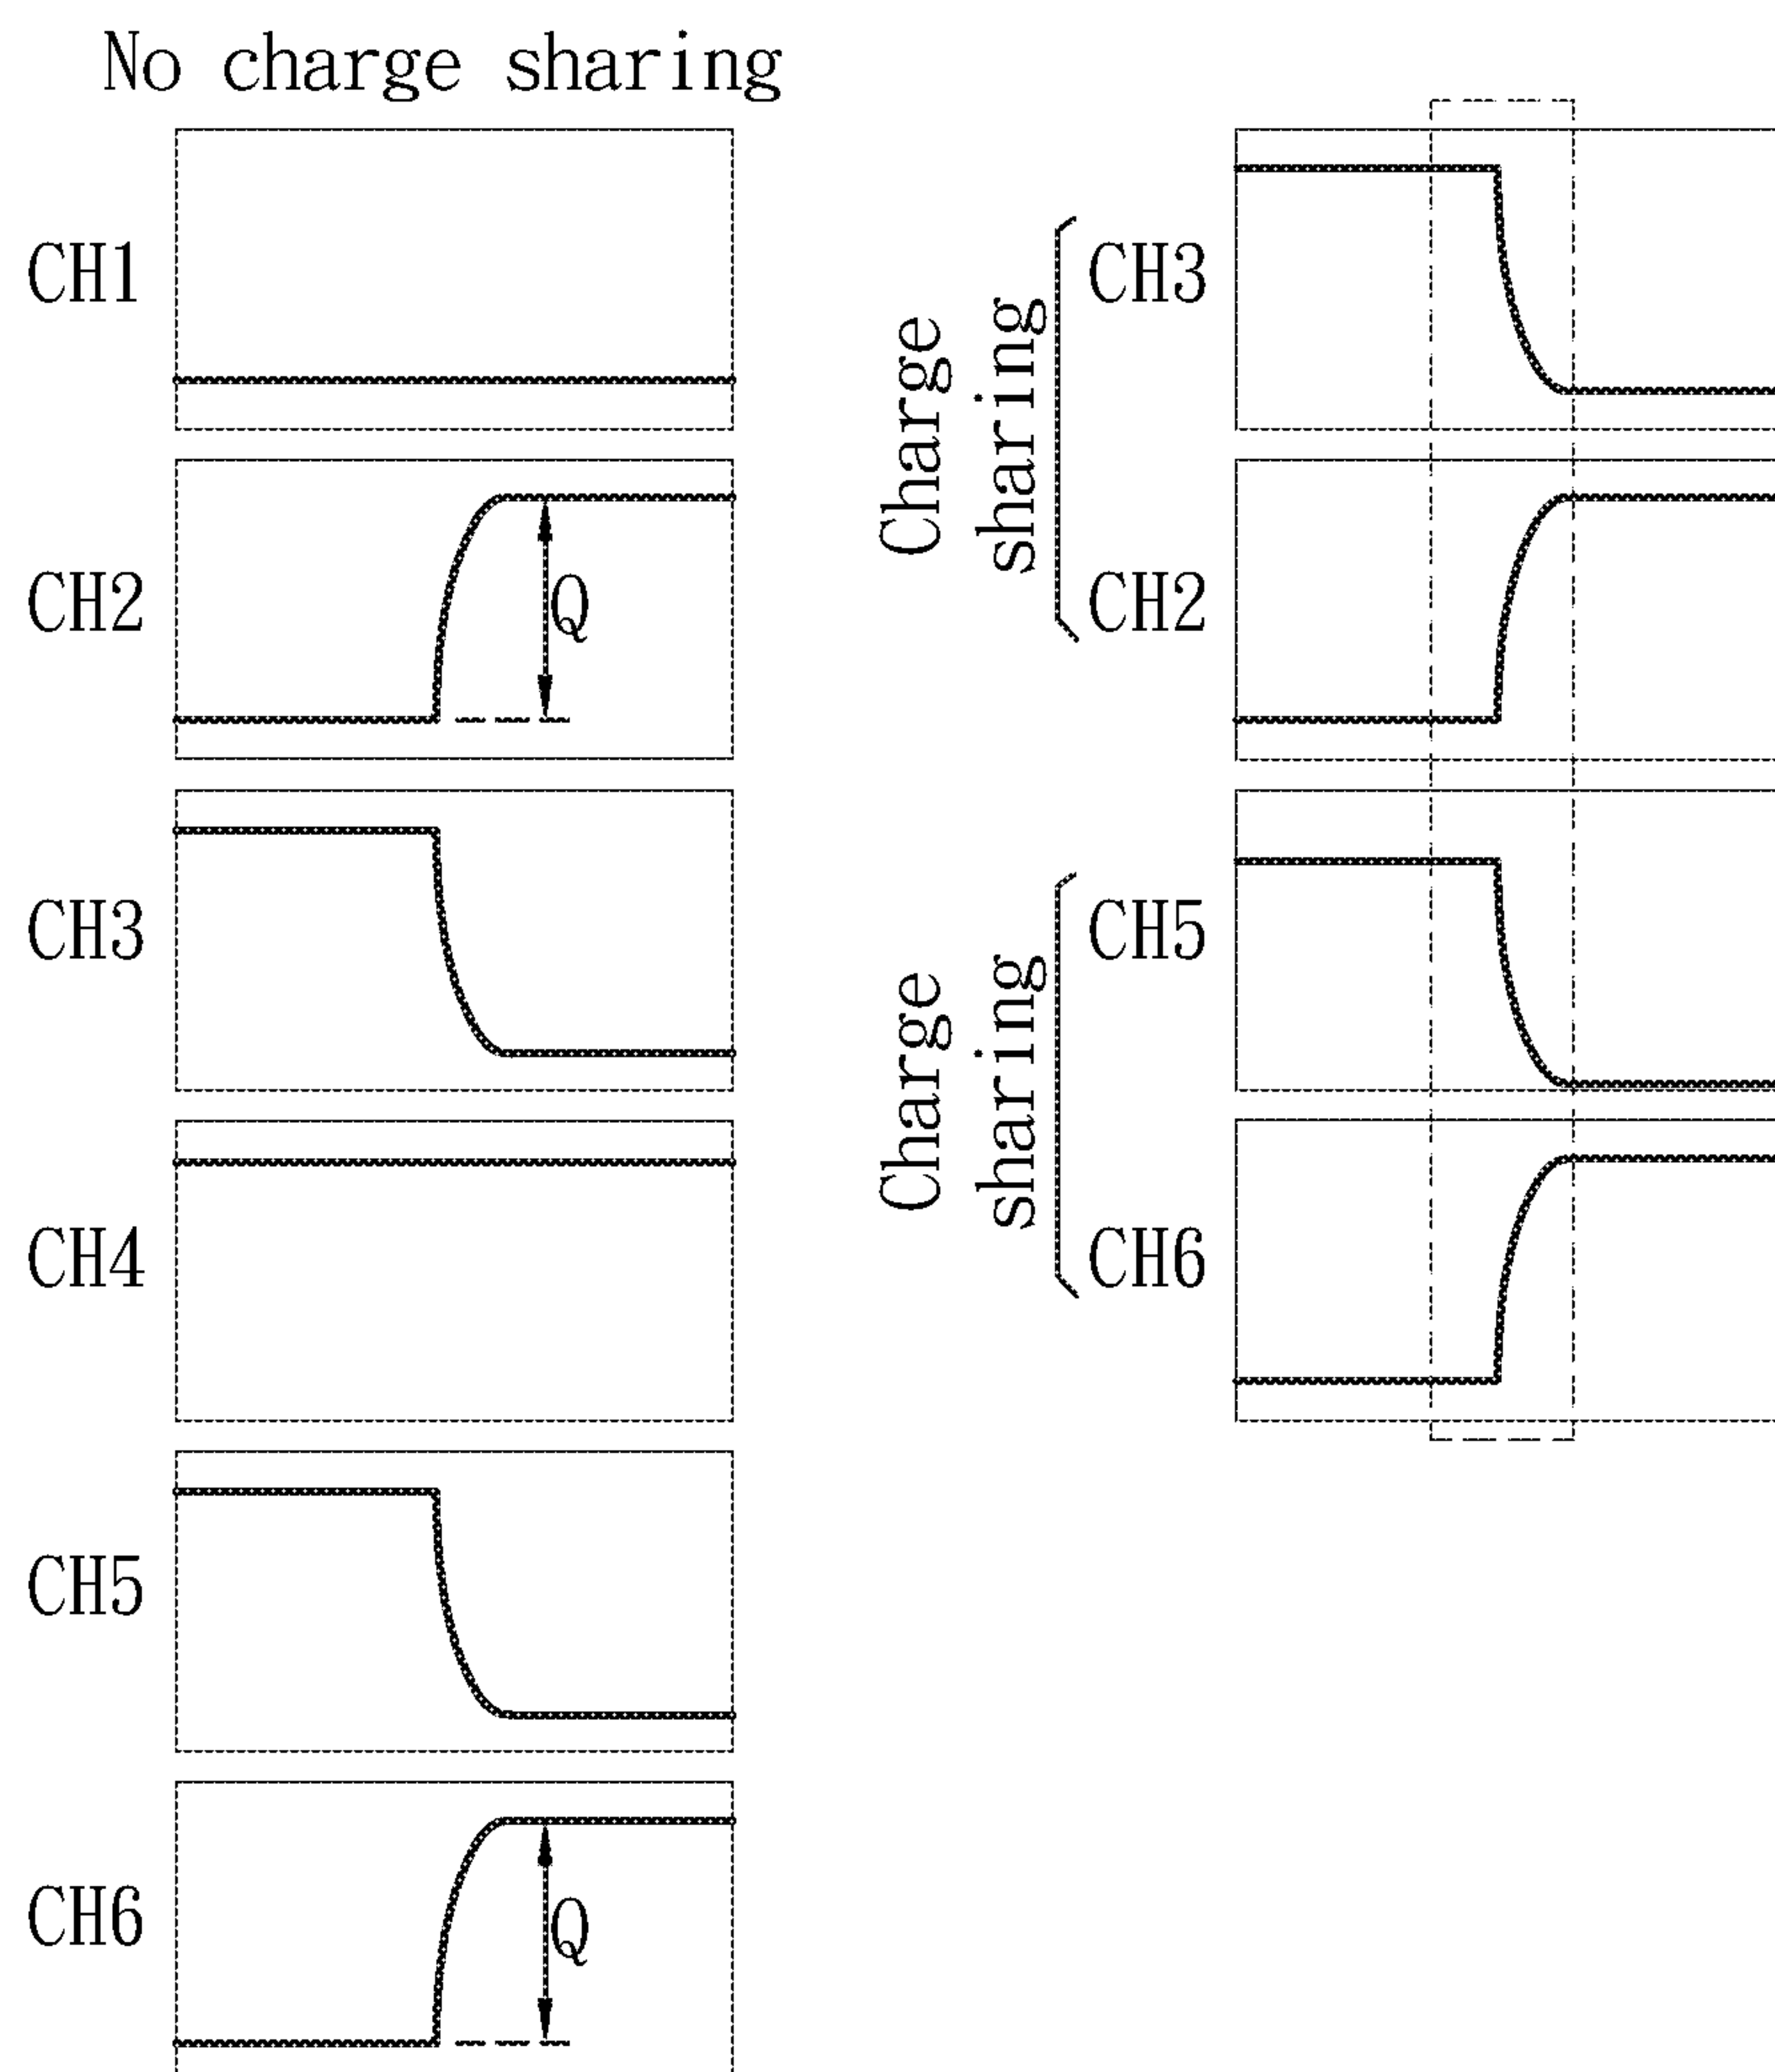 No charge sharing
CH1
CH2
Q
CH3
CH4
CH5
CH6
Q
Charge
sharing
CH3
CH2
Charge
sharing
CH5
CH6